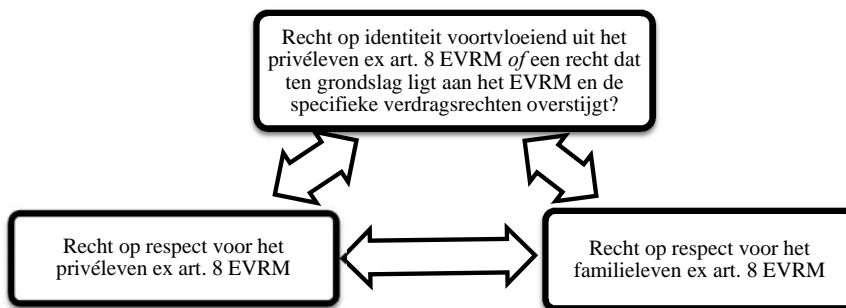 Recht op identiteit voortvloeiend uit het
privéleven ex art. 8 EVRM of een recht dat
ten grondslag ligt aan het EVRM en de
specifieke verdragsrechten overstijgt?
Recht op respect voor het
privéleven ex art. 8 EVRM
Recht op respect voor het
familieleven ex art. 8 EVRM